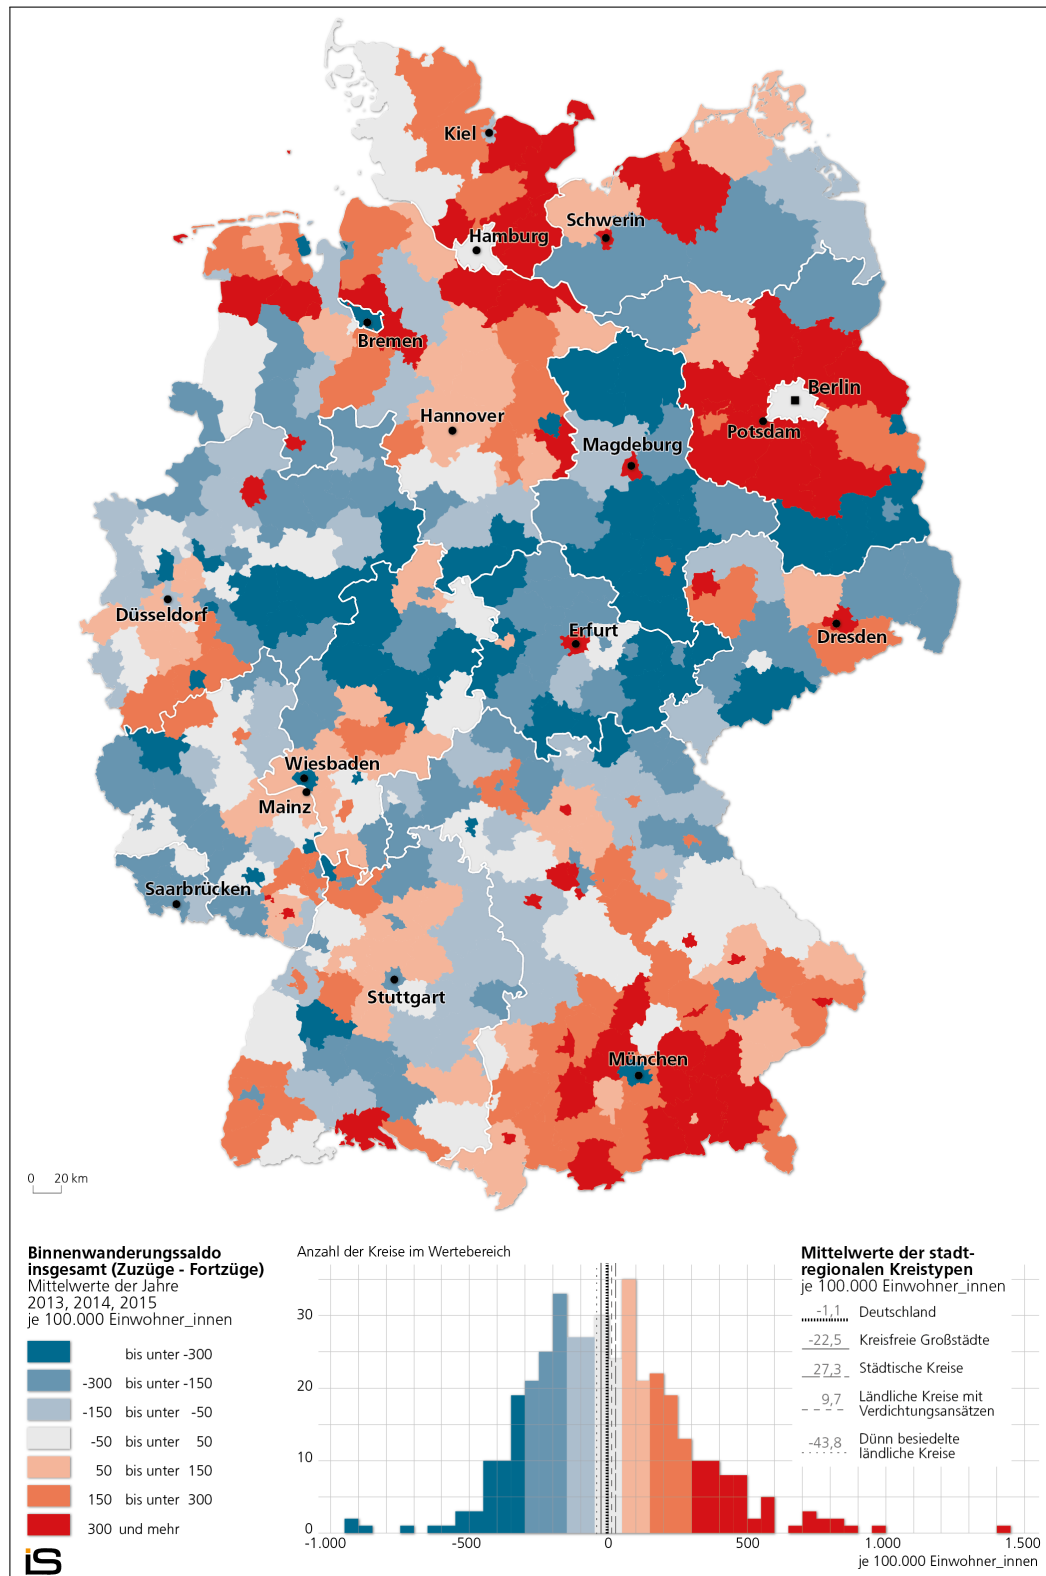 Kiel
Schwerin
Hamburg
Bremen
Berlin
Hannover
Potsdam
Magdeburg
Düsseldorf
Erfurt
Dresden
Wiesbaden
Mainz
Saarbrücken
Stuttgart
München
0 20 km
Binnenwanderungssaldo
insgesamt (Zuzüge - Fortzüge)
Mittelwerte der Jahre
2013, 2014, 2015
je 100.000 Einwohner_innen
bis unter -300
-300 bis unter -150
-150 bis unter -50
-50 bis unter 50
50 bis unter 150
150 bis unter 300
300 und mehr
iS
Anzahl der Kreise im Wertebereich
30
20
10
0
-1.000 -500 0 500 1.000 1.500
je 100.000 Einwohner_innen
Mittelwerte der stadt-
regionalen Kreistypen
je 100.000 Einwohner_innen
-1,1 Deutschland
-22,5 Kreisfreie Großstädte
27,3 Städtische Kreise
9,7 Ländliche Kreise mit
Verdichtungsansätzen
-43,8 Dünn besiedelte
ländliche Kreise